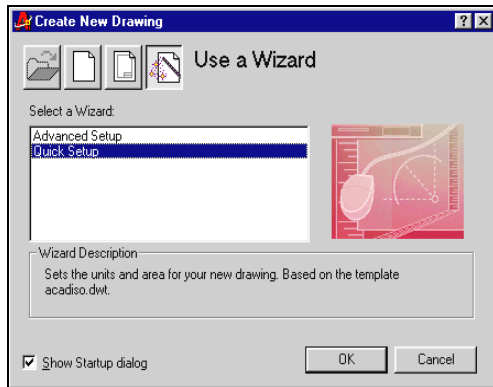 Create New Drawing
Use a Wizard
Select a Wizard:
Advanced Setup
Quick Setup
Wizard Description
Sets the units and area for your new drawing. Based on the template
acadiso.dwt.
Show Startup dialog
OK
Cancel